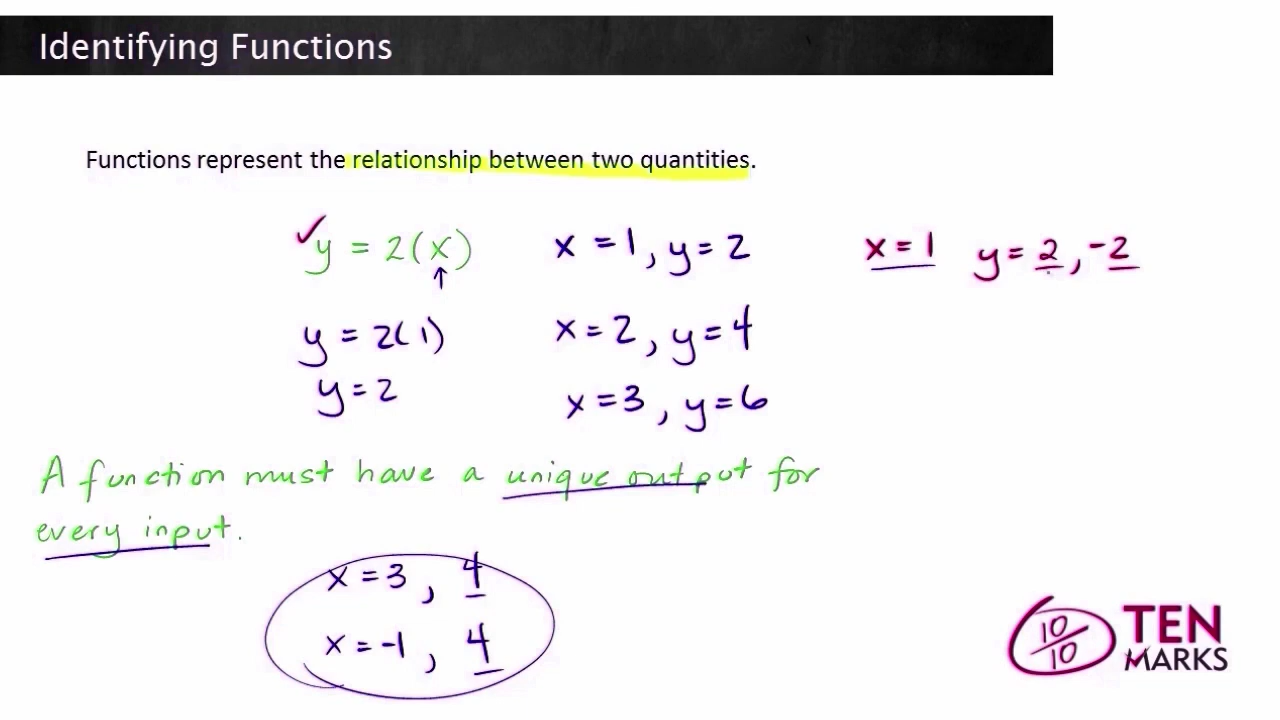 Identifying Functions
Functions represent the relationship between two quantities.
y = 2(x)
x = 1, y = 2
x = 1 y = 2, -2
y = 2(1)
x = 2, y = 4
y = 2
x = 3, y = 6
A function must have a unique output for
every input.
x = 3, 4
x = -1, 4
10/10
TEN
MARKS